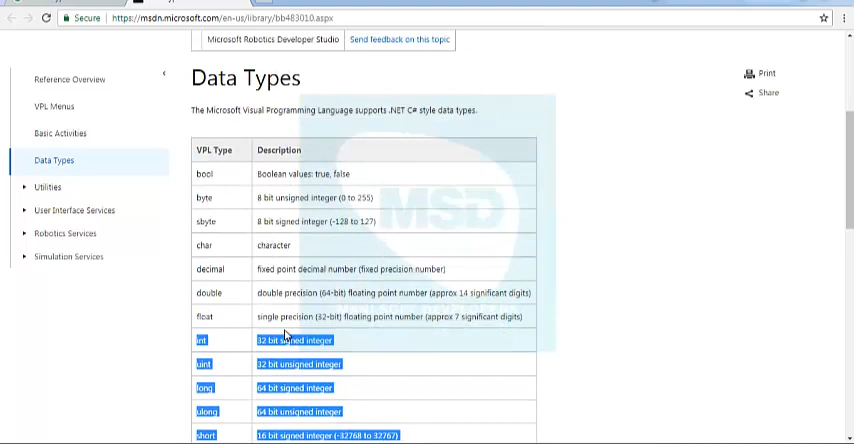 Secure https://msdn.microsoft.com/en-us/library/bb483010.aspx
Microsoft Robotics Developer Studio Send feedback on this topic
Reference Overview
VPL Menus
Basic Activities
Data Types
Utilities
User Interface Services
Robotics Services
Simulation Services
Data Types
The Microsoft Visual Programming Language supports .NET C# style data types.
VPL Type Description
bool Boolean values: true, false
byte 8 bit unsigned integer (0 to 255)
sbyte 8 bit signed integer (-128 to 127)
char character
decimal fixed point decimal number (fixed precision number)
double double precision (64-bit) floating point number (approx 14 significant digits)
float single precision (32-bit) floating point number (approx 7 significant digits)
int 32 bit signed integer
uint 32 bit unsigned integer
long 64 bit signed integer
ulong 64 bit unsigned integer
short 16 bit signed integer (-32768 to 32767)
Print
Share
MSD